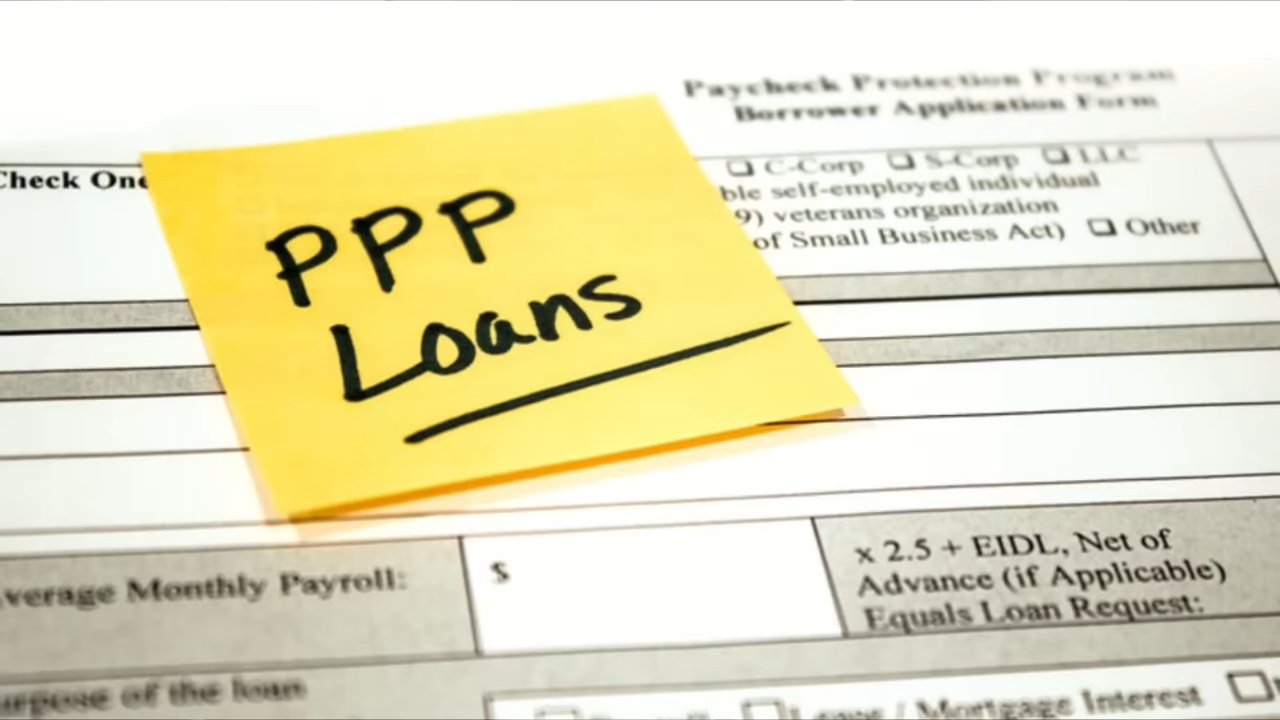 Paycheck Protection Program
Borrower Application Form
Check One
❑ C-Corp ❑ S-Corp ❑ LLC
ble self-employed individual
9) veterans organization
of Small Business Act) ❑ Other
PPP
Loans
verage Monthly Payroll:
$
x 2.5 + EIDL, Net of
Advance (if Applicable)
Equals Loan Request:
urpose of the loan
/ Mortgage Interest